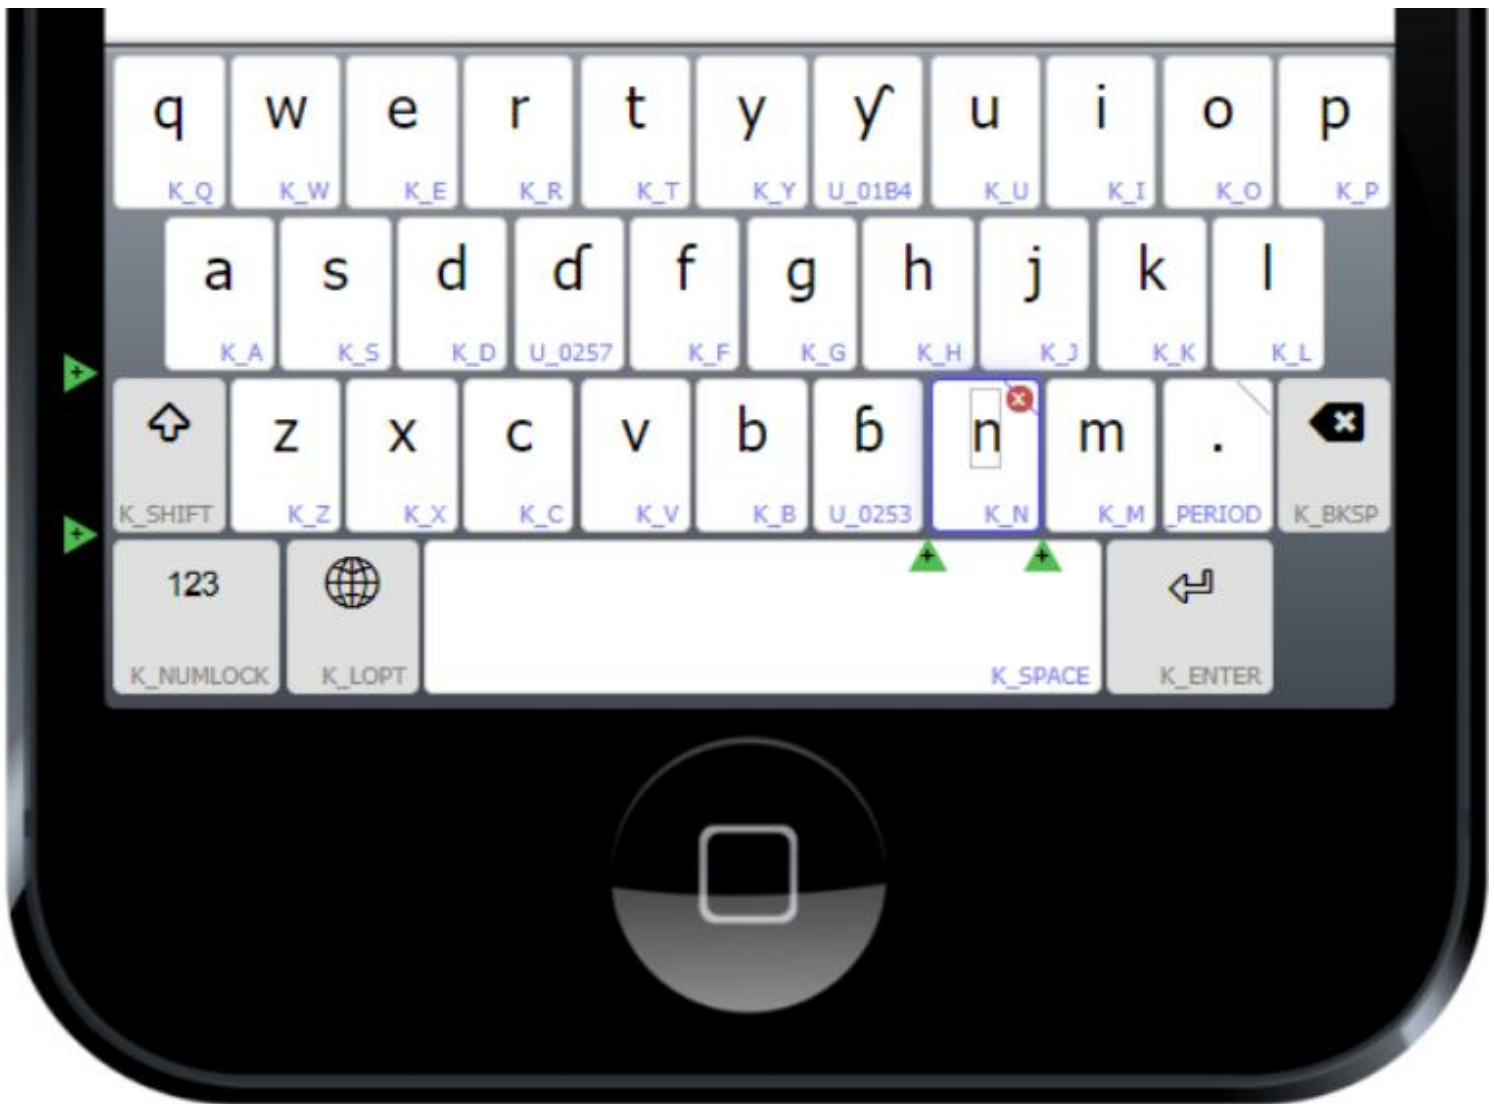 q w e r t y ƴ u i o p
K_Q K_W K_E K_R K_T K_Y U_01B4 K_U K_I K_O K_P
a s d ɗ f g h j k l
K_A K_S K_D U_0257 K_F K_G K_H K_J K_K K_L
z x c v b ɓ n m .
K_SHIFT K_Z K_X K_C K_V K_B U_0253 K_N K_M _PERIOD K_BKSP
123
K_NUMLOCK K_LOPT K_SPACE K_ENTER